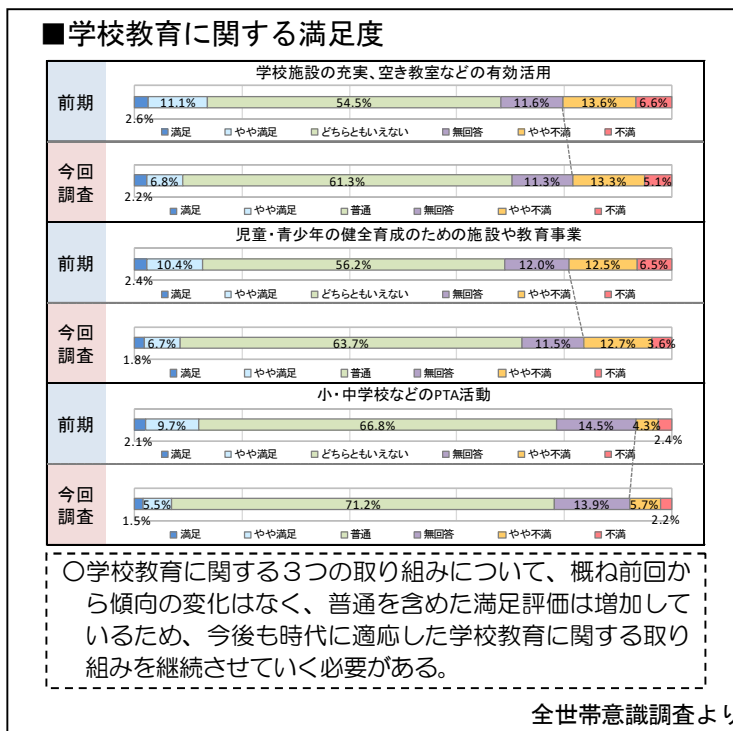 ■学校教育に関する満足度
学校施設の充実、空き教室などの有効活用
前期
11.1% 54.5% 11.6% 13.6% 6.6%
2.6%
■満足 □やや満足 □どちらともいえない ■無回答 □やや不満 ■不満
今回
調査
6.8% 61.3% 11.3% 13.3% 5.1%
2.2%
■満足 □やや満足 □普通 ■無回答 □やや不満 ■不満
児童・青少年の健全育成のための施設や教育事業
前期
10.4% 56.2% 12.0% 12.5% 6.5%
2.4%
■満足 □やや満足 □どちらともいえない ■無回答 □やや不満 ■不満
今回
調査
6.7% 63.7% 11.5% 12.7% 3.6%
1.8%
■満足 □やや満足 □普通 ■無回答 □やや不満 ■不満
小・中学校などのPTA活動
前期
9.7% 66.8% 14.5% 4.3%
2.1% 2.4%
■満足 □やや満足 □どちらともいえない ■無回答 □やや不満 ■不満
今回
調査
5.5% 71.2% 13.9% 5.7%
1.5% 2.2%
■満足 □やや満足 □普通 ■無回答 □やや不満 ■不満
○学校教育に関する３つの取り組みについて、概ね前回か
ら傾向の変化はなく、普通を含めた満足評価は増加して
いるため、今後も時代に適応した学校教育に関する取り
組みを継続させていく必要がある。
全世帯意識調査より